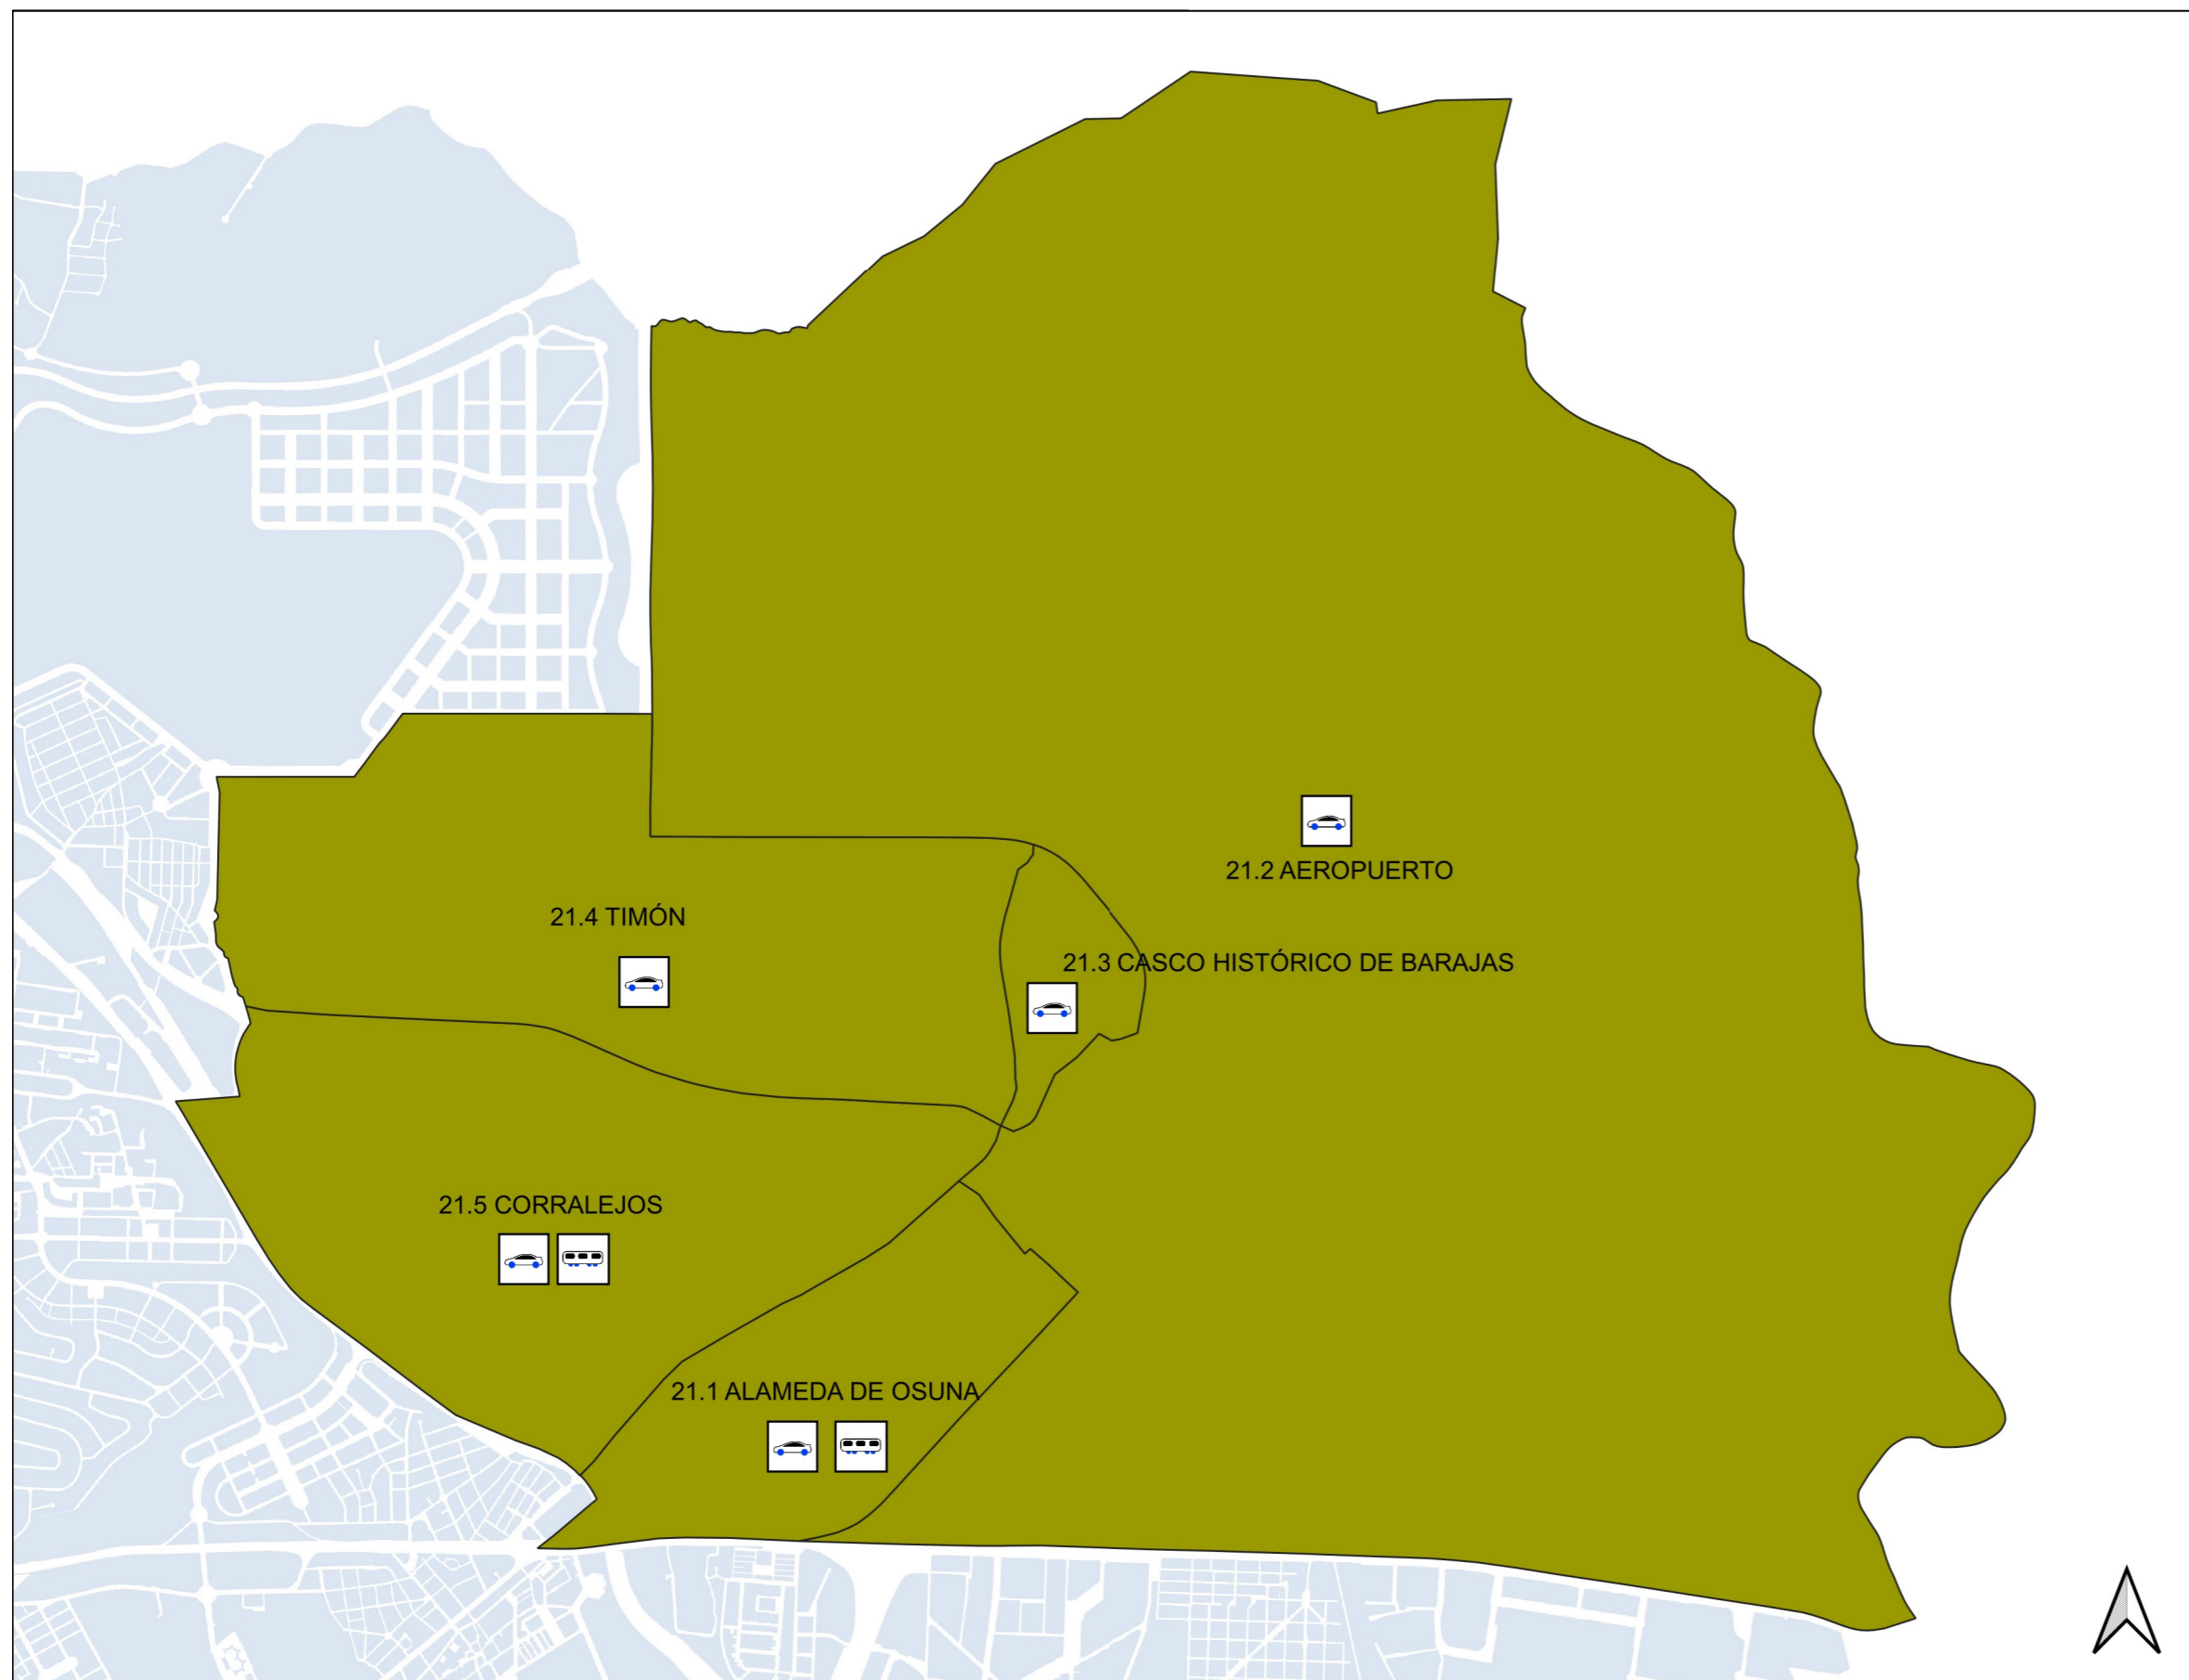 21.2 AEROPUERTO
21.4 TIMÓN
21.3 CASCO HISTÓRICO DE BARAJAS
21.5 CORRALEJOS
21.1 ALAMEDA DE OSUNA